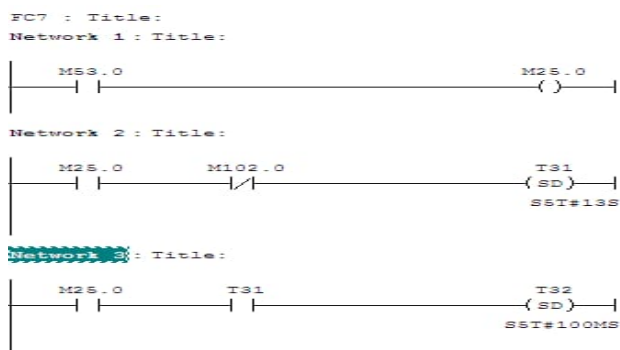 FC7 : Title:
Network 1 : Title:
M53.0 M25.0
Network 2 : Title:
M25.0 M102.0 T31
SD
S5T#13S
Network 3 : Title:
M25.0 T31 T32
SD
S5T#100MS